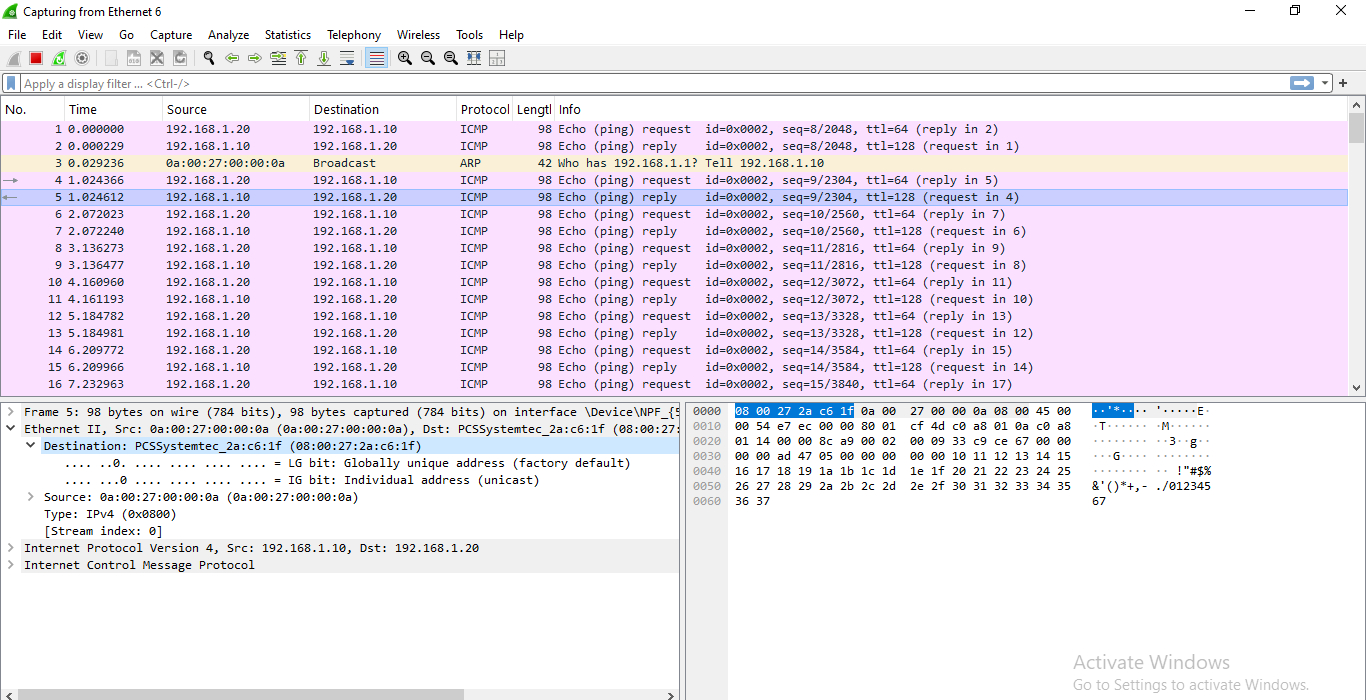 Capturing from Ethernet 6
File Edit View Go Capture Analyze Statistics Telephony Wireless Tools Help
Apply a display filter ... <Ctrl-/>
No. Time Source Destination Protocol Lengtl Info
1 0.000000 192.168.1.20 192.168.1.10 ICMP 98 Echo (ping) request id=0x0002, seq=8/2048, ttl=64 (reply in 2)
2 0.000229 192.168.1.10 192.168.1.20 ICMP 98 Echo (ping) reply id=0x0002, seq=8/2048, ttl=128 (request in 1)
3 0.029236 0a:00:27:00:00:0a Broadcast ARP 42 Who has 192.168.1.1? Tell 192.168.1.10
4 1.024366 192.168.1.20 192.168.1.10 ICMP 98 Echo (ping) request id=0x0002, seq=9/2304, ttl=64 (reply in 5)
5 1.024612 192.168.1.10 192.168.1.20 ICMP 98 Echo (ping) reply id=0x0002, seq=9/2304, ttl=128 (request in 4)
6 2.072023 192.168.1.20 192.168.1.10 ICMP 98 Echo (ping) request id=0x0002, seq=10/2560, ttl=64 (reply in 7)
7 2.072240 192.168.1.10 192.168.1.20 ICMP 98 Echo (ping) reply id=0x0002, seq=10/2560, ttl=128 (request in 6)
8 3.136273 192.168.1.20 192.168.1.10 ICMP 98 Echo (ping) request id=0x0002, seq=11/2816, ttl=64 (reply in 9)
9 3.136477 192.168.1.10 192.168.1.20 ICMP 98 Echo (ping) reply id=0x0002, seq=11/2816, ttl=128 (request in 8)
10 4.160960 192.168.1.20 192.168.1.10 ICMP 98 Echo (ping) request id=0x0002, seq=12/3072, ttl=64 (reply in 11)
11 4.161193 192.168.1.10 192.168.1.20 ICMP 98 Echo (ping) reply id=0x0002, seq=12/3072, ttl=128 (request in 10)
12 5.184782 192.168.1.20 192.168.1.10 ICMP 98 Echo (ping) request id=0x0002, seq=13/3328, ttl=64 (reply in 13)
13 5.184981 192.168.1.10 192.168.1.20 ICMP 98 Echo (ping) reply id=0x0002, seq=13/3328, ttl=128 (request in 12)
14 6.209772 192.168.1.20 192.168.1.10 ICMP 98 Echo (ping) request id=0x0002, seq=14/3584, ttl=64 (reply in 15)
15 6.209966 192.168.1.10 192.168.1.20 ICMP 98 Echo (ping) reply id=0x0002, seq=14/3584, ttl=128 (request in 14)
16 7.232963 192.168.1.20 192.168.1.10 ICMP 98 Echo (ping) request id=0x0002, seq=15/3840, ttl=64 (reply in 17)
Frame 5: 98 bytes on wire (784 bits), 98 bytes captured (784 bits) on interface \Device\NPF_{5
Ethernet II, Src: 0a:00:27:00:00:0a (0a:00:27:00:00:0a), Dst: PCSSystemtec_2a:c6:1f (08:00:27:
Destination: PCSSystemtec_2a:c6:1f (08:00:27:2a:c6:1f)
.... ..0. .... .... .... .... = LG bit: Globally unique address (factory default)
.... ...0 .... .... .... .... = IG bit: Individual address (unicast)
Source: 0a:00:27:00:00:0a (0a:00:27:00:00:0a)
Type: IPv4 (0x0800)
[Stream index: 0]
Internet Protocol Version 4, Src: 192.168.1.10, Dst: 192.168.1.20
Internet Control Message Protocol
0000 08 00 27 2a c6 1f 0a 00 27 00 00 0a 08 00 45 00 ··'*···· '·····E·
0010 00 54 e7 ec 00 00 80 01 cf 4d c0 a8 01 0a c0 a8 ·T······ ·M······
0020 01 14 00 00 8c a9 00 02 00 09 33 c9 ce 67 00 00 ········ ··3··g··
0030 00 00 ad 47 05 00 00 00 00 00 10 11 12 13 14 15 ···G···· ········
0040 16 17 18 19 1a 1b 1c 1d 1e 1f 20 21 22 23 24 25 ········ ·· !"#$%
0050 26 27 28 29 2a 2b 2c 2d 2e 2f 30 31 32 33 34 35 &'()*+,- ./012345
0060 36 37 67
Activate Windows
Go to Settings to activate Windows.